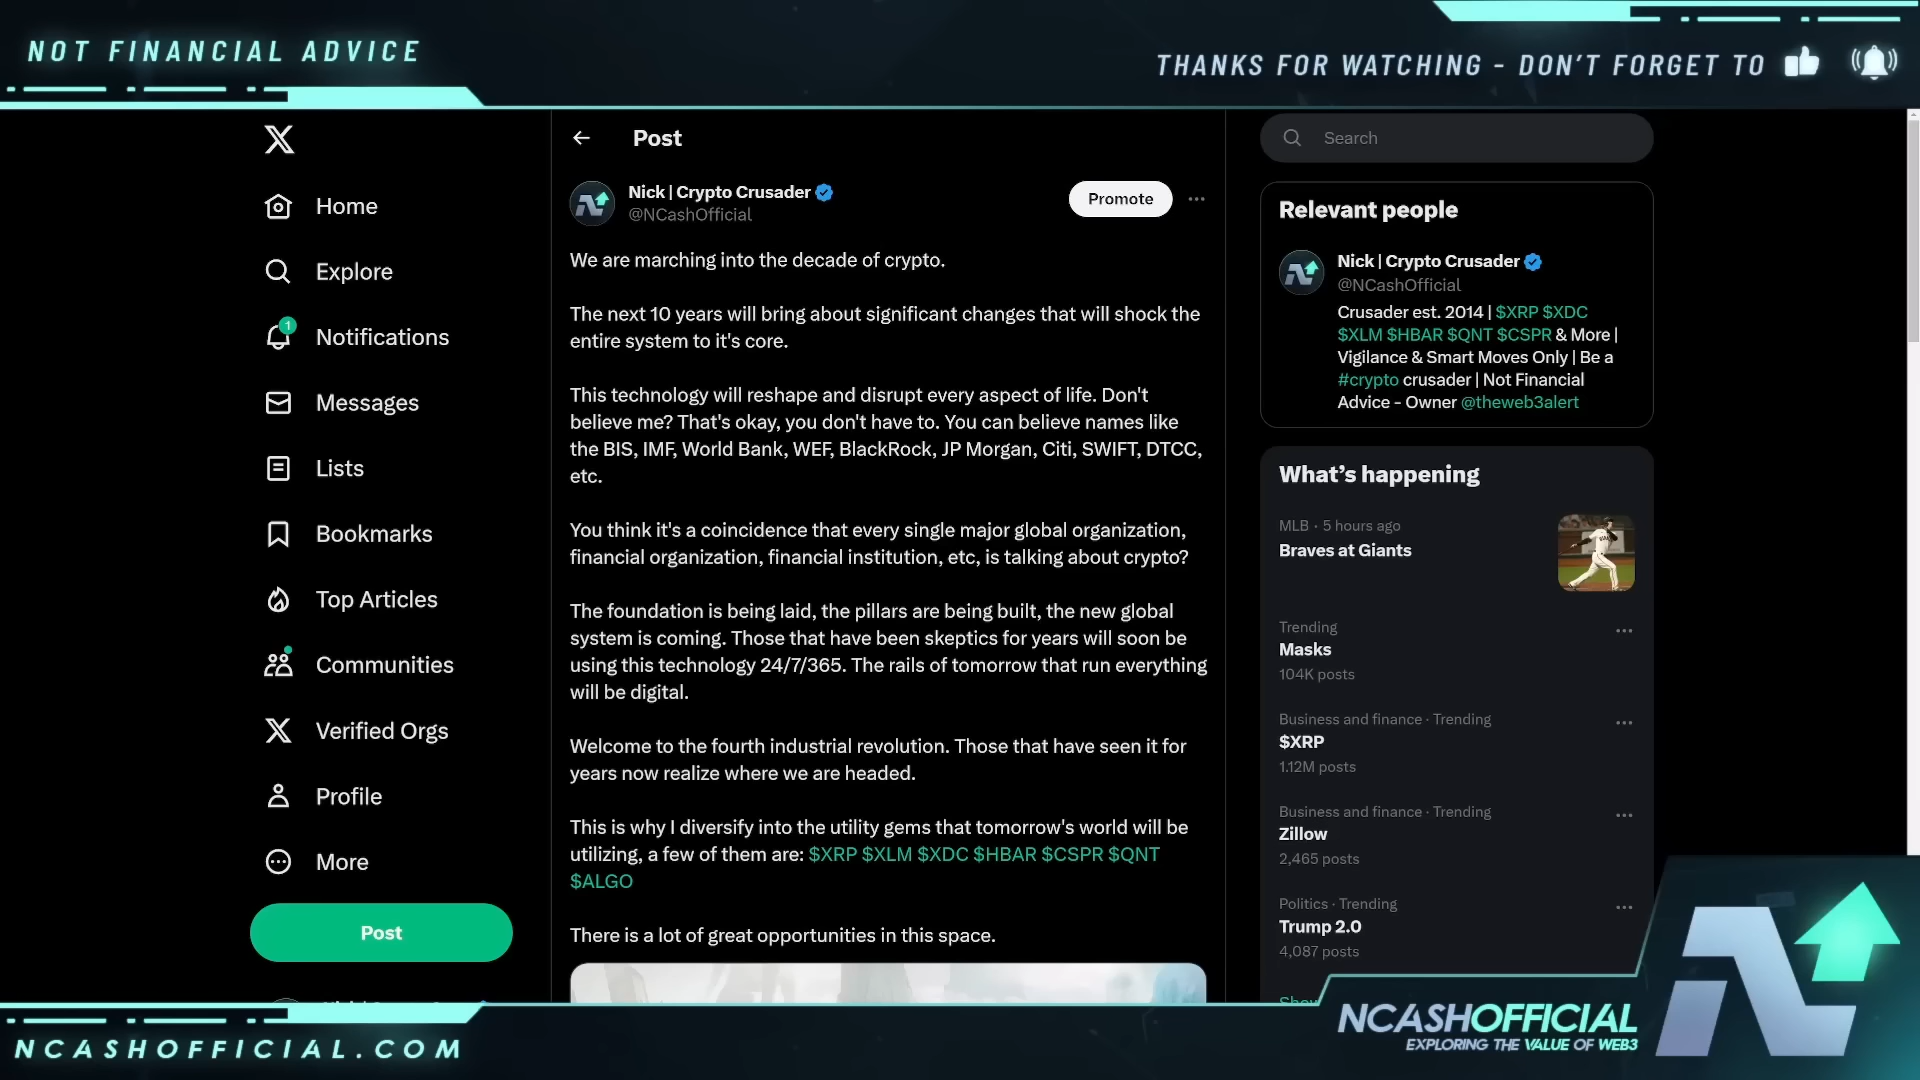 NOT FINANCIAL ADVICE
THANKS FOR WATCHING - DON'T FORGET TO
Home
Explore
1
Notifications
Messages
Lists
Bookmarks
Top Articles
Communities
Verified Orgs
Profile
More
Post
Post
Nick | Crypto Crusader
@NCashOfficial
Promote
We are marching into the decade of crypto.
The next 10 years will bring about significant changes that will shock the
entire system to it's core.
This technology will reshape and disrupt every aspect of life. Don't
believe me? That's okay, you don't have to. You can believe names like
the BIS, IMF, World Bank, WEF, BlackRock, JP Morgan, Citi, SWIFT, DTCC,
etc.
You think it's a coincidence that every single major global organization,
financial organization, financial institution, etc, is talking about crypto?
The foundation is being laid, the pillars are being built, the new global
system is coming. Those that have been skeptics for years will soon be
using this technology 24/7/365. The rails of tomorrow that run everything
will be digital.
Welcome to the fourth industrial revolution. Those that have seen it for
years now realize where we are headed.
This is why I diversify into the utility gems that tomorrow's world will be
utilizing, a few of them are: $XRP $XLM $XDC $HBAR $CSPR $QNT
$ALGO
There is a lot of great opportunities in this space.
Search
Relevant people
Nick | Crypto Crusader
@NCashOfficial
Crusader est. 2014 | $XRP $XDC
$XLM $HBAR $QNT $CSPR & More |
Vigilance & Smart Moves Only | Be a
#crypto crusader | Not Financial
Advice - Owner @theweb3alert
What's happening
MLB · 5 hours ago
Braves at Giants
Trending
Masks
104K posts
Business and finance · Trending
$XRP
1.12M posts
Business and finance · Trending
Zillow
2,465 posts
Politics · Trending
Trump 2.0
4,087 posts
NCASHOFFICIAL.COM
NCASHOFFICIAL
EXPLORING THE VALUE OF WEB3